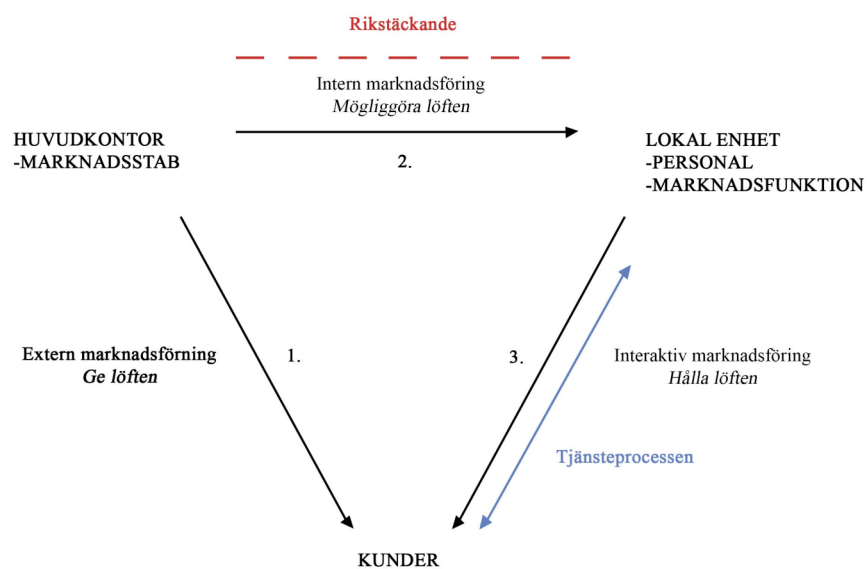 Rikstäckande
Intern marknadsföring
Mögliggöra löften
HUVUDKONTOR
-MARKNADSSTAB
2.
LOKAL ENHET
-PERSONAL
-MARKNADSFUNKTION
Extern marknadsförning
Ge löften
1.
3.
Interaktiv marknadsföring
Hålla löften
Tjänsteprocessen
KUNDER